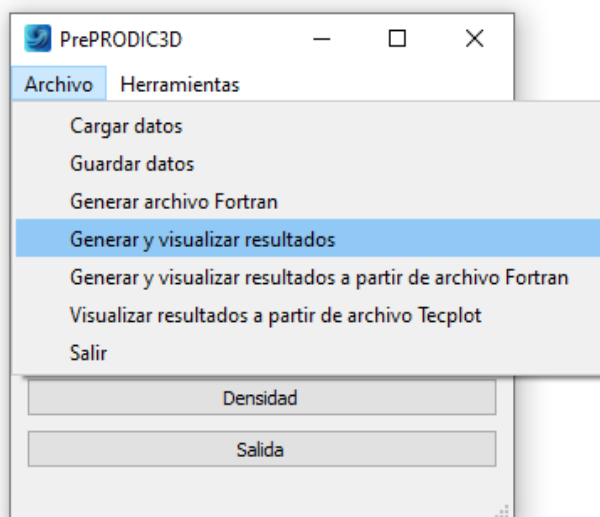 PrePRODIC3D
Archivo Herramientas
Cargar datos
Guardar datos
Generar archivo Fortran
Generar y visualizar resultados
Generar y visualizar resultados a partir de archivo Fortran
Visualizar resultados a partir de archivo Tecplot
Salir
Densidad
Salida